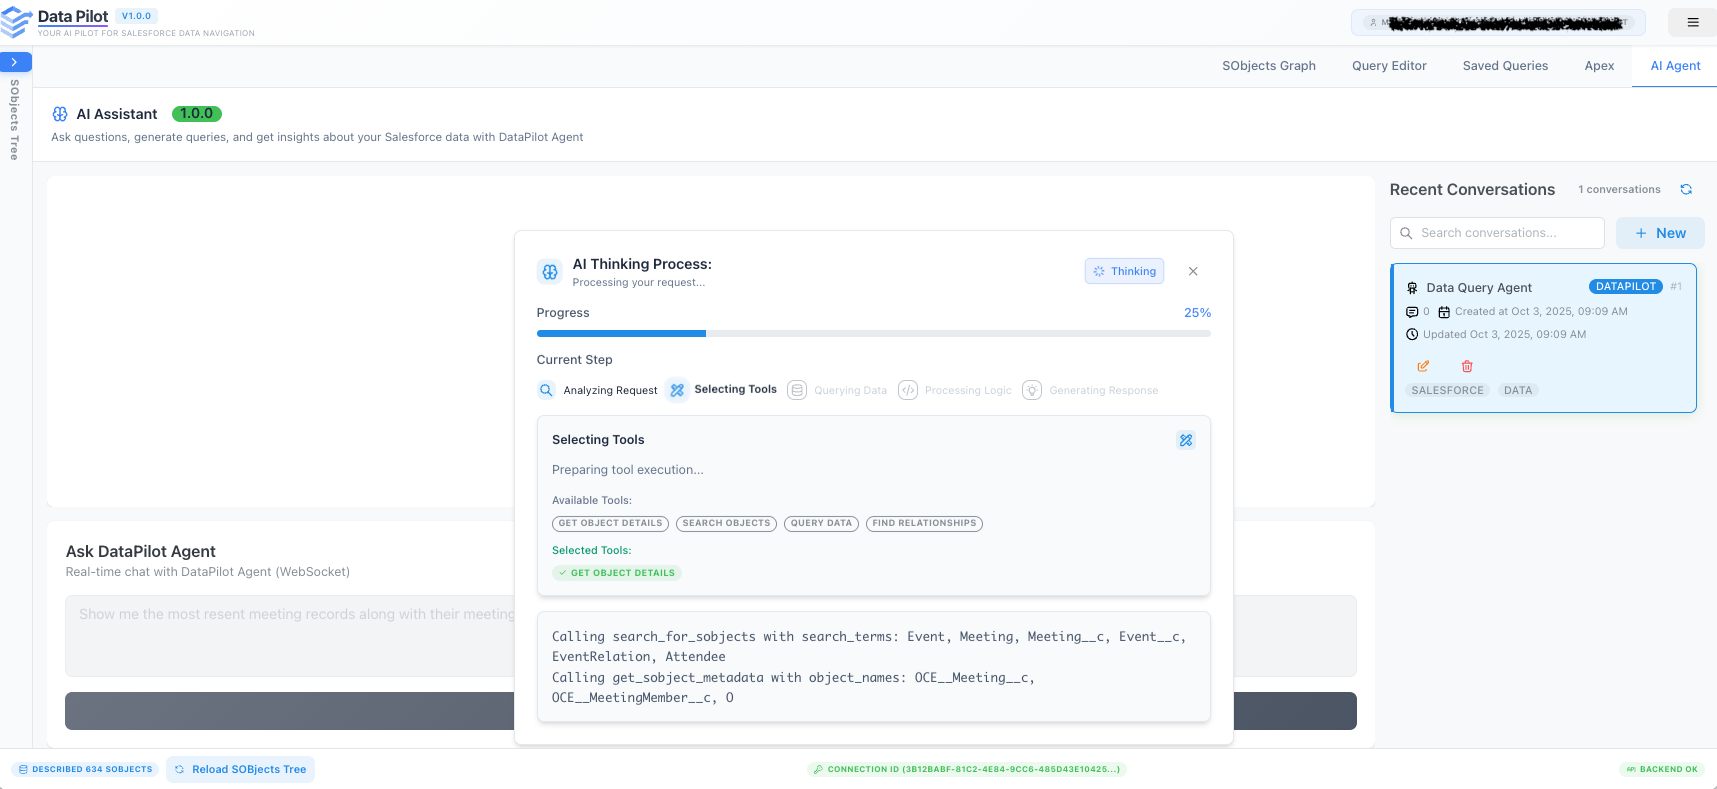 Data Pilot V1.0.0
YOUR AI PILOT FOR SALESFORCE DATA NAVIGATION
SObjects Tree
SObjects Graph Query Editor Saved Queries Apex AI Agent
AI Assistant 1.0.0
Ask questions, generate queries, and get insights about your Salesforce data with DataPilot Agent
AI Thinking Process:
Processing your request...
Thinking
Progress 25%
Current Step
Analyzing Request Selecting Tools Querying Data Processing Logic Generating Response
Selecting Tools
Preparing tool execution...
Available Tools:
GET OBJECT DETAILS SEARCH OBJECTS QUERY DATA FIND RELATIONSHIPS
Selected Tools:
GET OBJECT DETAILS
Calling search_for_sobjects with search_terms: Event, Meeting, Meeting__c, Event__c,
EventRelation, Attendee
Calling get_sobject_metadata with object_names: OCE__Meeting__c,
OCE__MeetingMember__c, O
Ask DataPilot Agent
Real-time chat with DataPilot Agent (WebSocket)
Show me the most resent meeting records along with their meeting
Recent Conversations 1 conversations
Search conversations...
New
Data Query Agent DATAPILOT #1
0 Created at Oct 3, 2025, 09:09 AM
Updated Oct 3, 2025, 09:09 AM
SALESFORCE DATA
DESCRIBED 634 SOBJECTS Reload SObjects Tree CONNECTION ID (3B12BABF-81C2-4E84-9CC6-485D43E10425...) API BACKEND OK